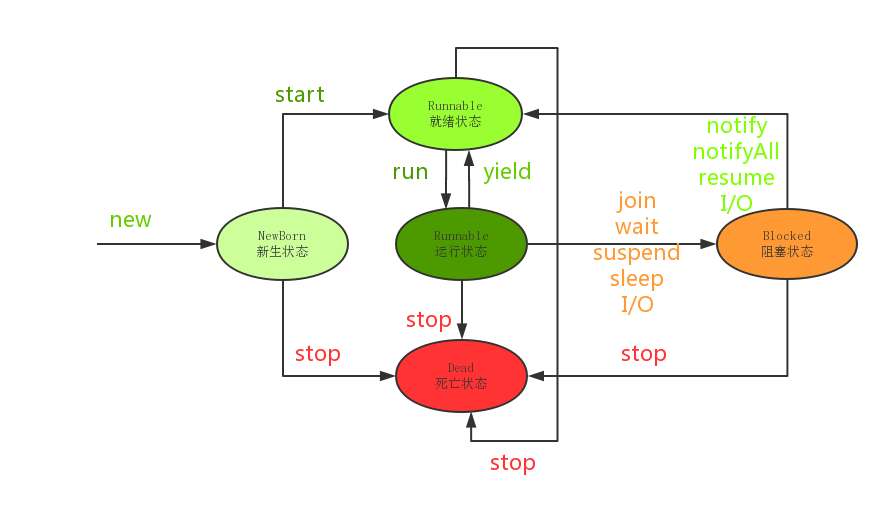 start
Runnable
就绪状态
notify
notifyAll
resume
I/O
run
yield
new
NewBorn
新生状态
Runnable
运行状态
join
wait
suspend
sleep
I/O
Blocked
阻塞状态
stop
stop
stop
Dead
死亡状态
stop